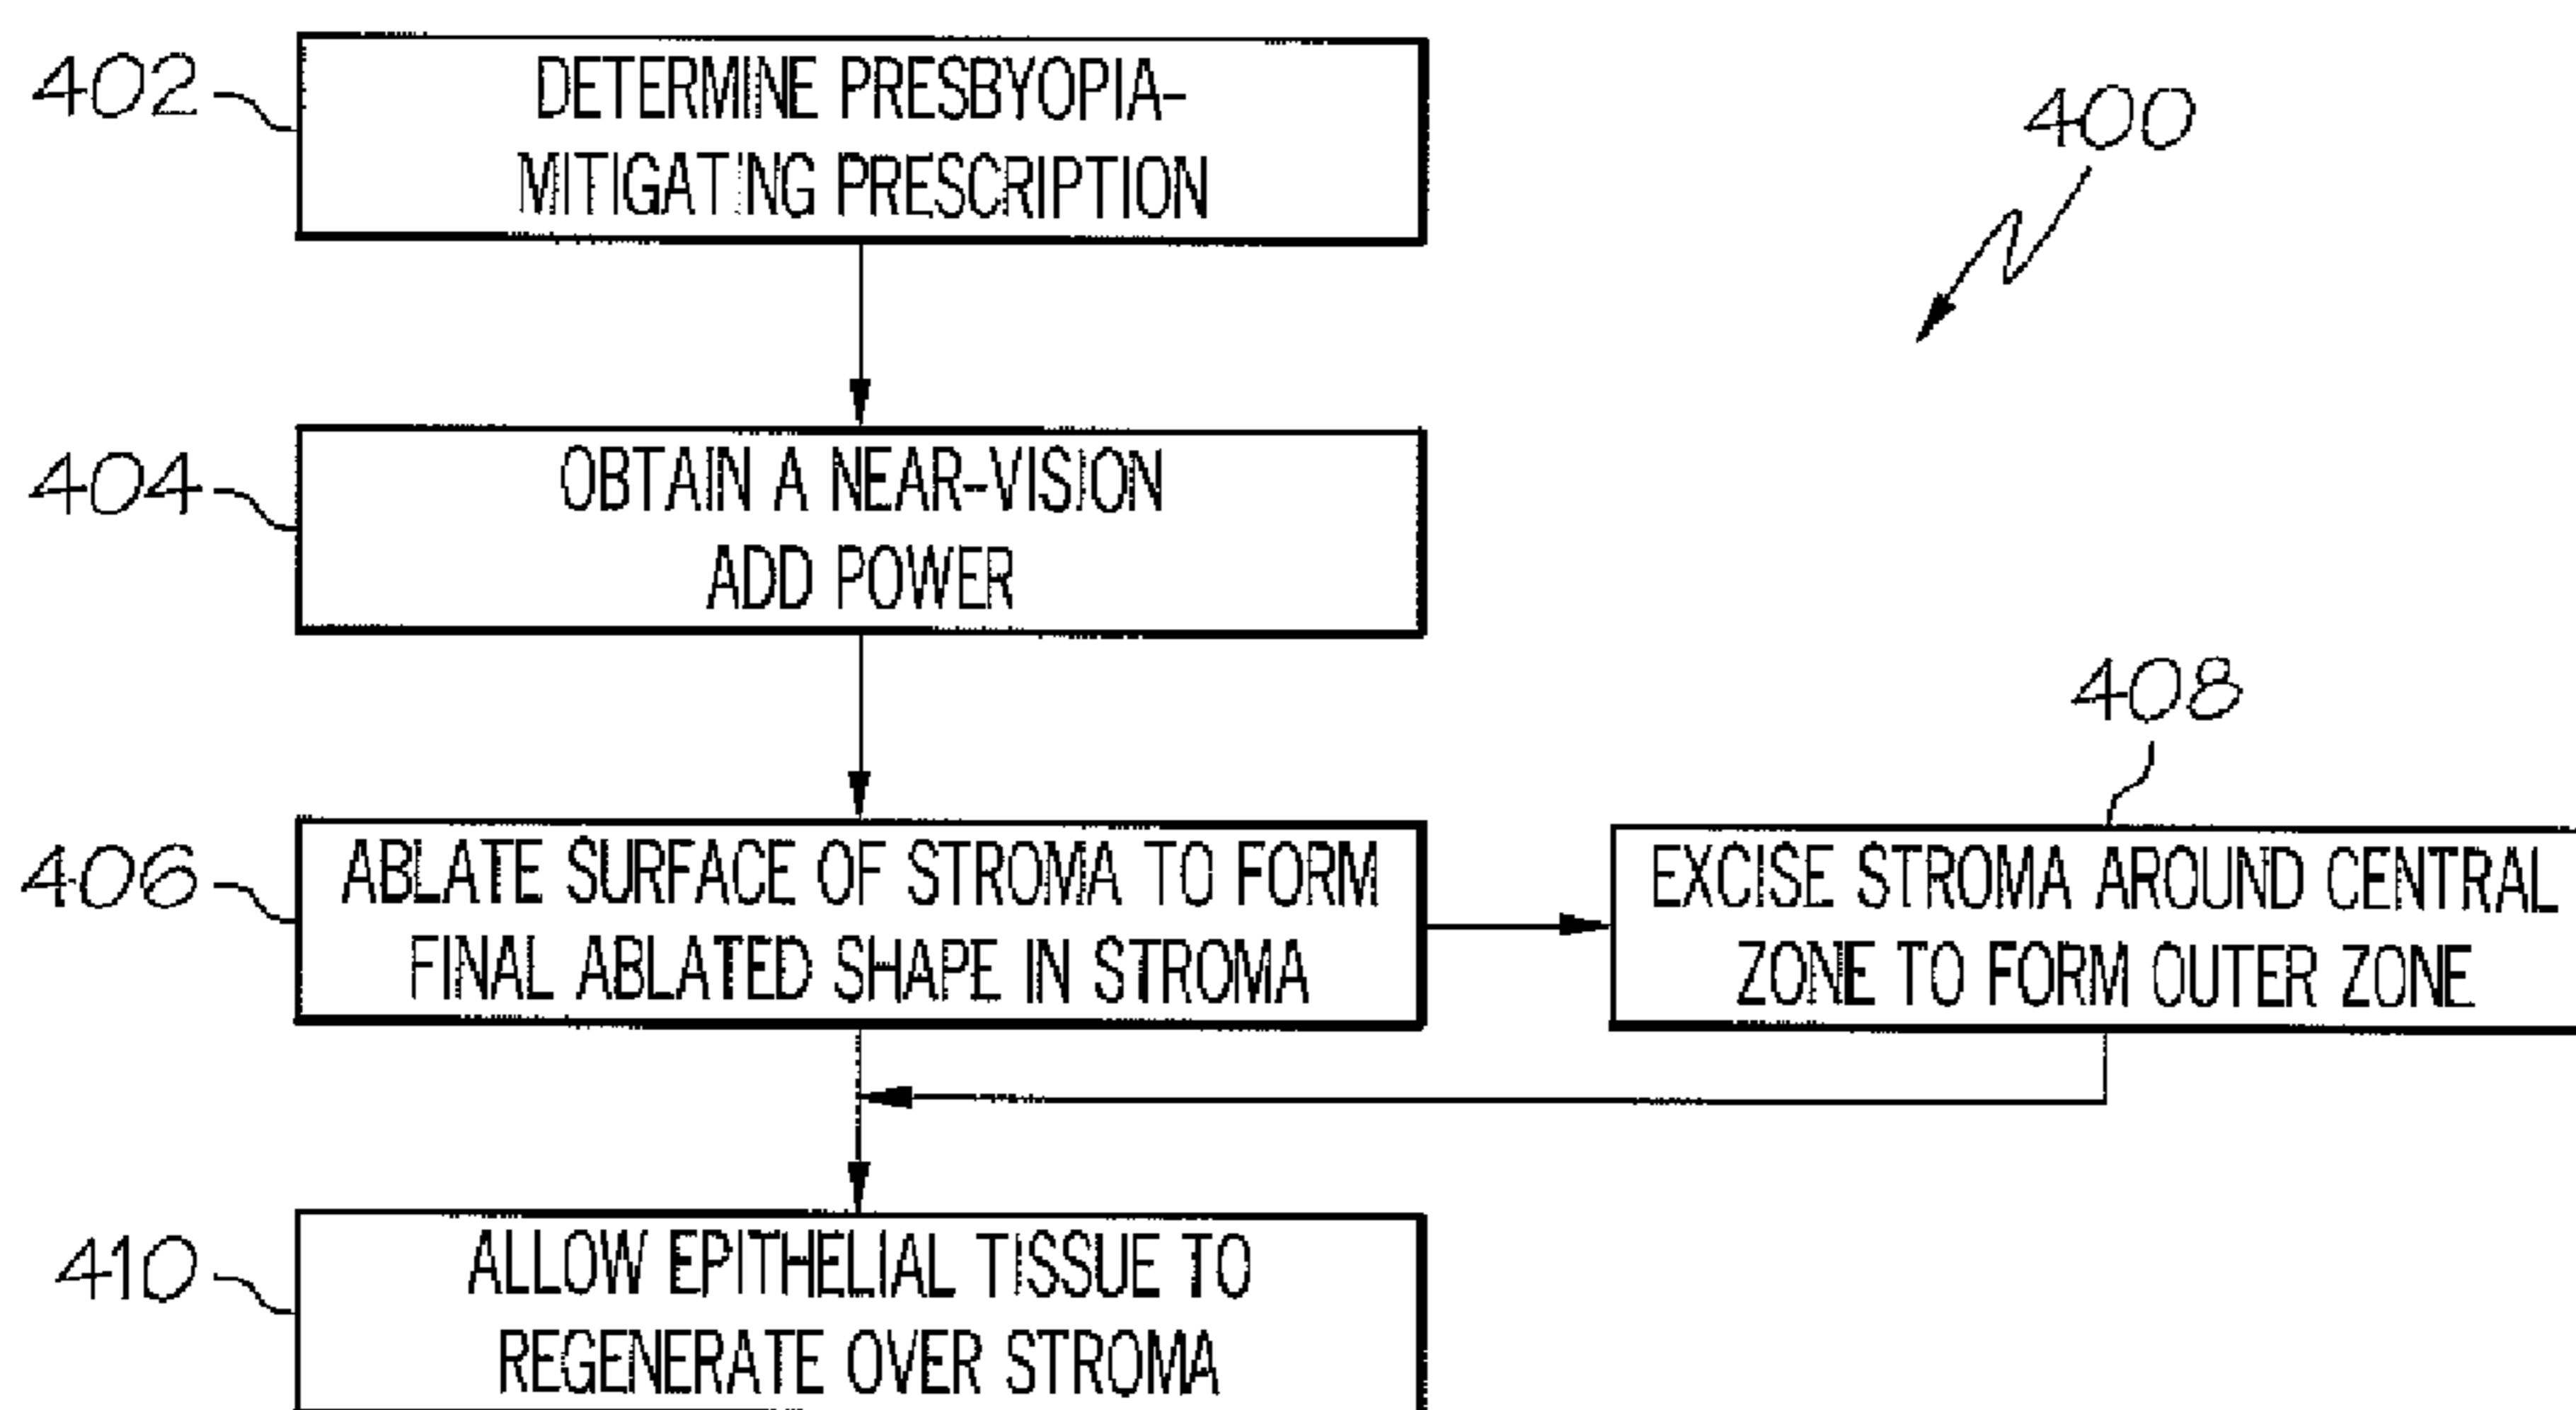 402
DETERMINE PRESBYOPIA-
MITIGATING PRESCRIPTION
400
404
OBTAIN A NEAR-VISION
ADD POWER
406
ABLATE SURFACE OF STROMA TO FORM
FINAL ABLATED SHAPE IN STROMA
408
EXCISE STROMA AROUND CENTRAL
ZONE TO FORM OUTER ZONE
410
ALLOW EPITHELIAL TISSUE TO
REGENERATE OVER STROMA